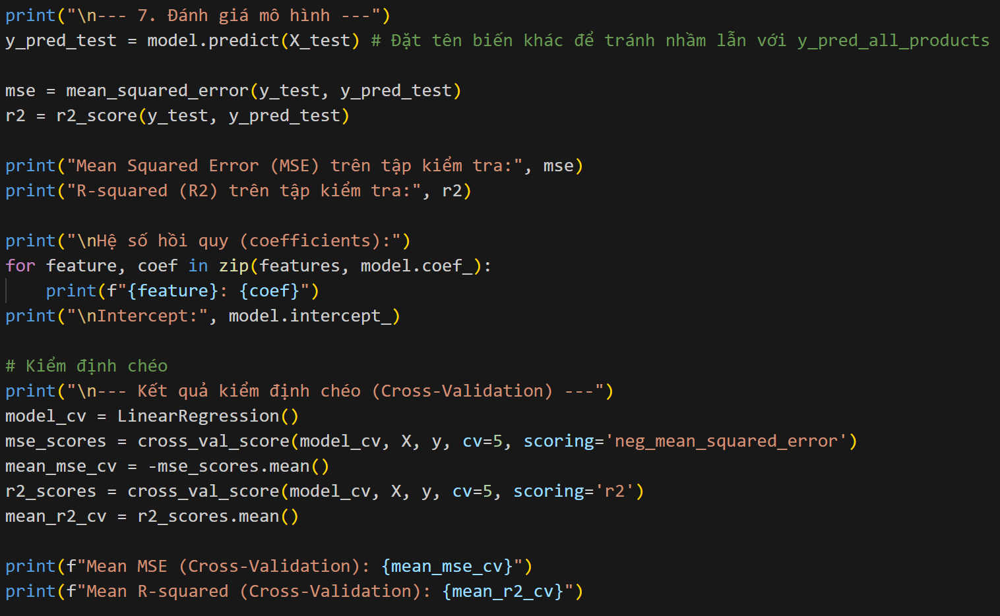 print("\n--- 7. Đánh giá mô hình ---")
y_pred_test = model.predict(X_test) # Đặt tên biến khác để tránh nhầm lẫn với y_pred_all_products
mse = mean_squared_error(y_test, y_pred_test)
r2 = r2_score(y_test, y_pred_test)
print("Mean Squared Error (MSE) trên tập kiểm tra:", mse)
print("R-squared (R2) trên tập kiểm tra:", r2)
print("\nHệ số hồi quy (coefficients):")
for feature, coef in zip(features, model.coef_):
    print(f"{feature}: {coef}")
print("\nIntercept:", model.intercept_)
# Kiểm định chéo
print("\n--- Kết quả kiểm định chéo (Cross-Validation) ---")
model_cv = LinearRegression()
mse_scores = cross_val_score(model_cv, X, y, cv=5, scoring='neg_mean_squared_error')
mean_mse_cv = -mse_scores.mean()
r2_scores = cross_val_score(model_cv, X, y, cv=5, scoring='r2')
mean_r2_cv = r2_scores.mean()
print(f"Mean MSE (Cross-Validation): {mean_mse_cv}")
print(f"Mean R-squared (Cross-Validation): {mean_r2_cv}")